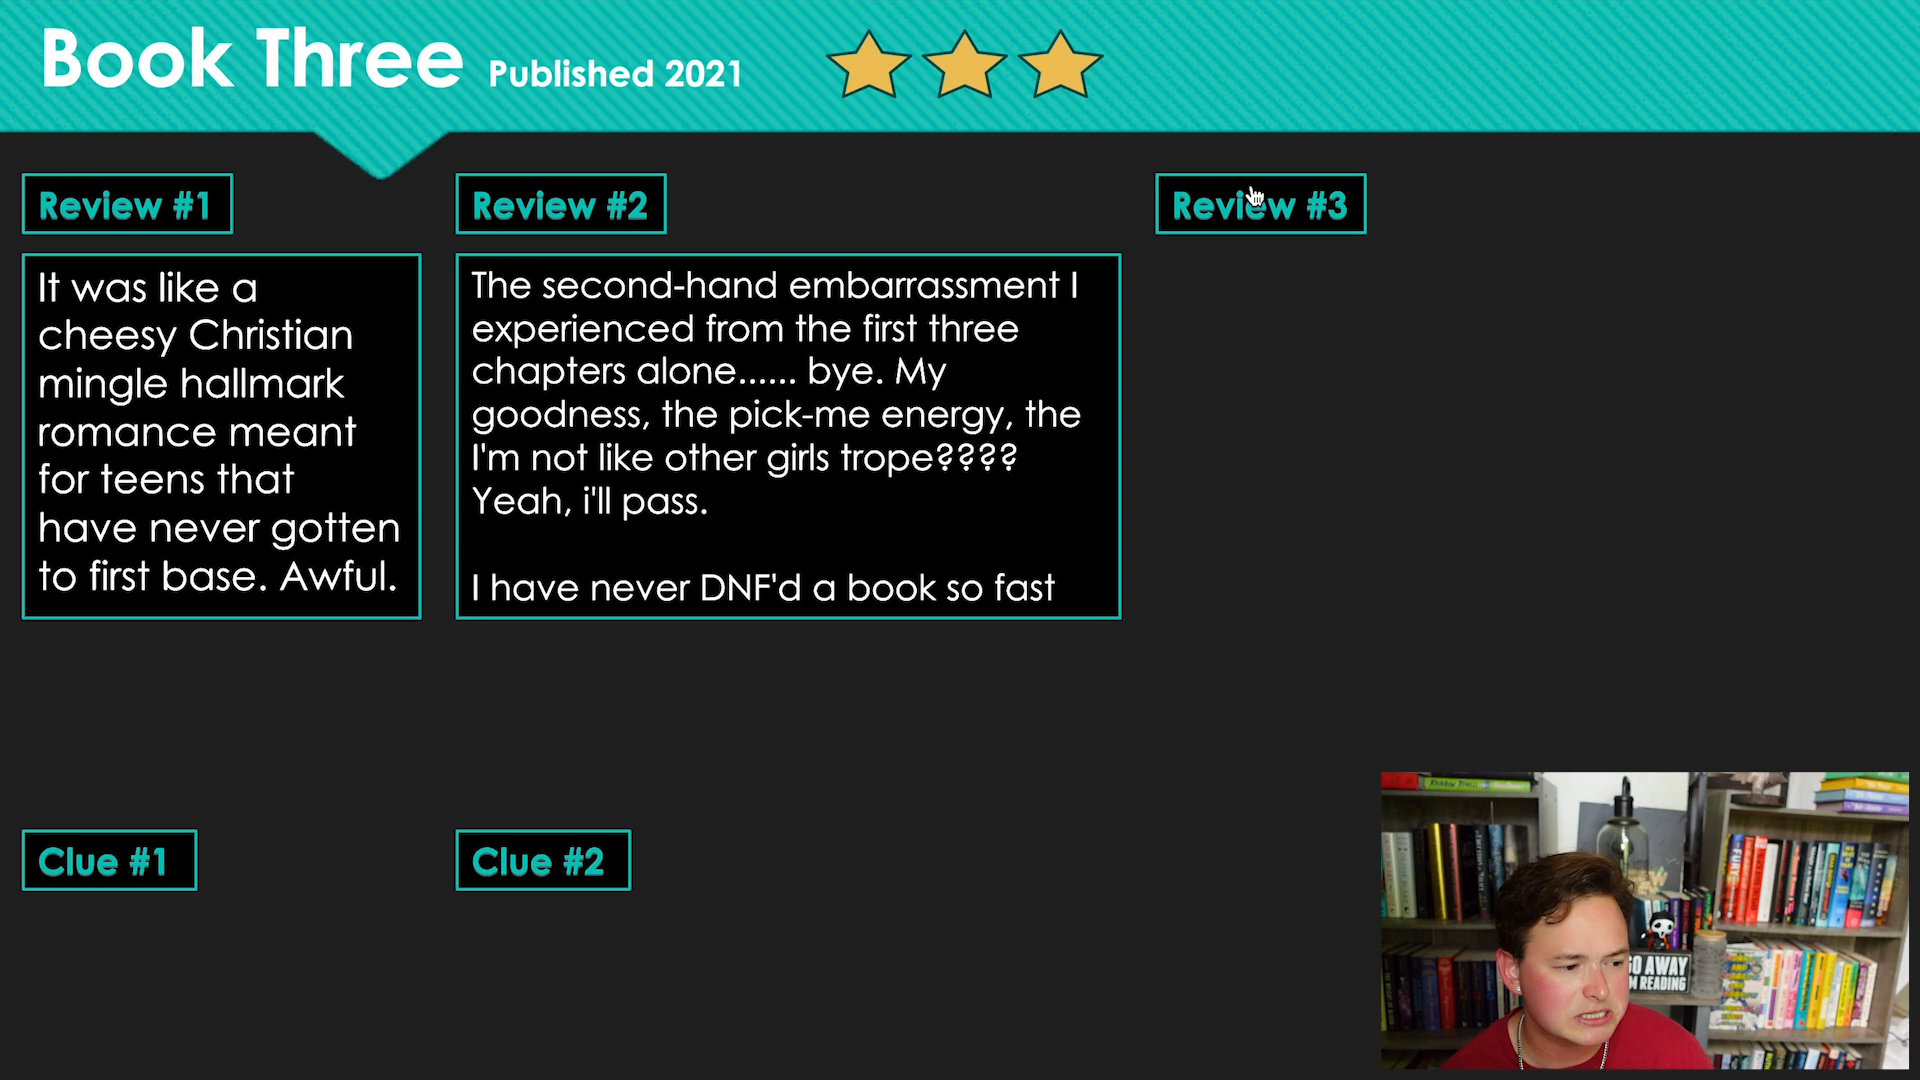 Book Three Published 2021
Review #1
Review #2
Review #3
It was like a
cheesy Christian
mingle hallmark
romance meant
for teens that
have never gotten
to first base. Awful.
The second-hand embarrassment I
experienced from the first three
chapters alone...... bye. My
goodness, the pick-me energy, the
I'm not like other girls trope????
Yeah, i'll pass.
I have never DNF'd a book so fast
Clue #1
Clue #2
GO AWAY
I'M READING